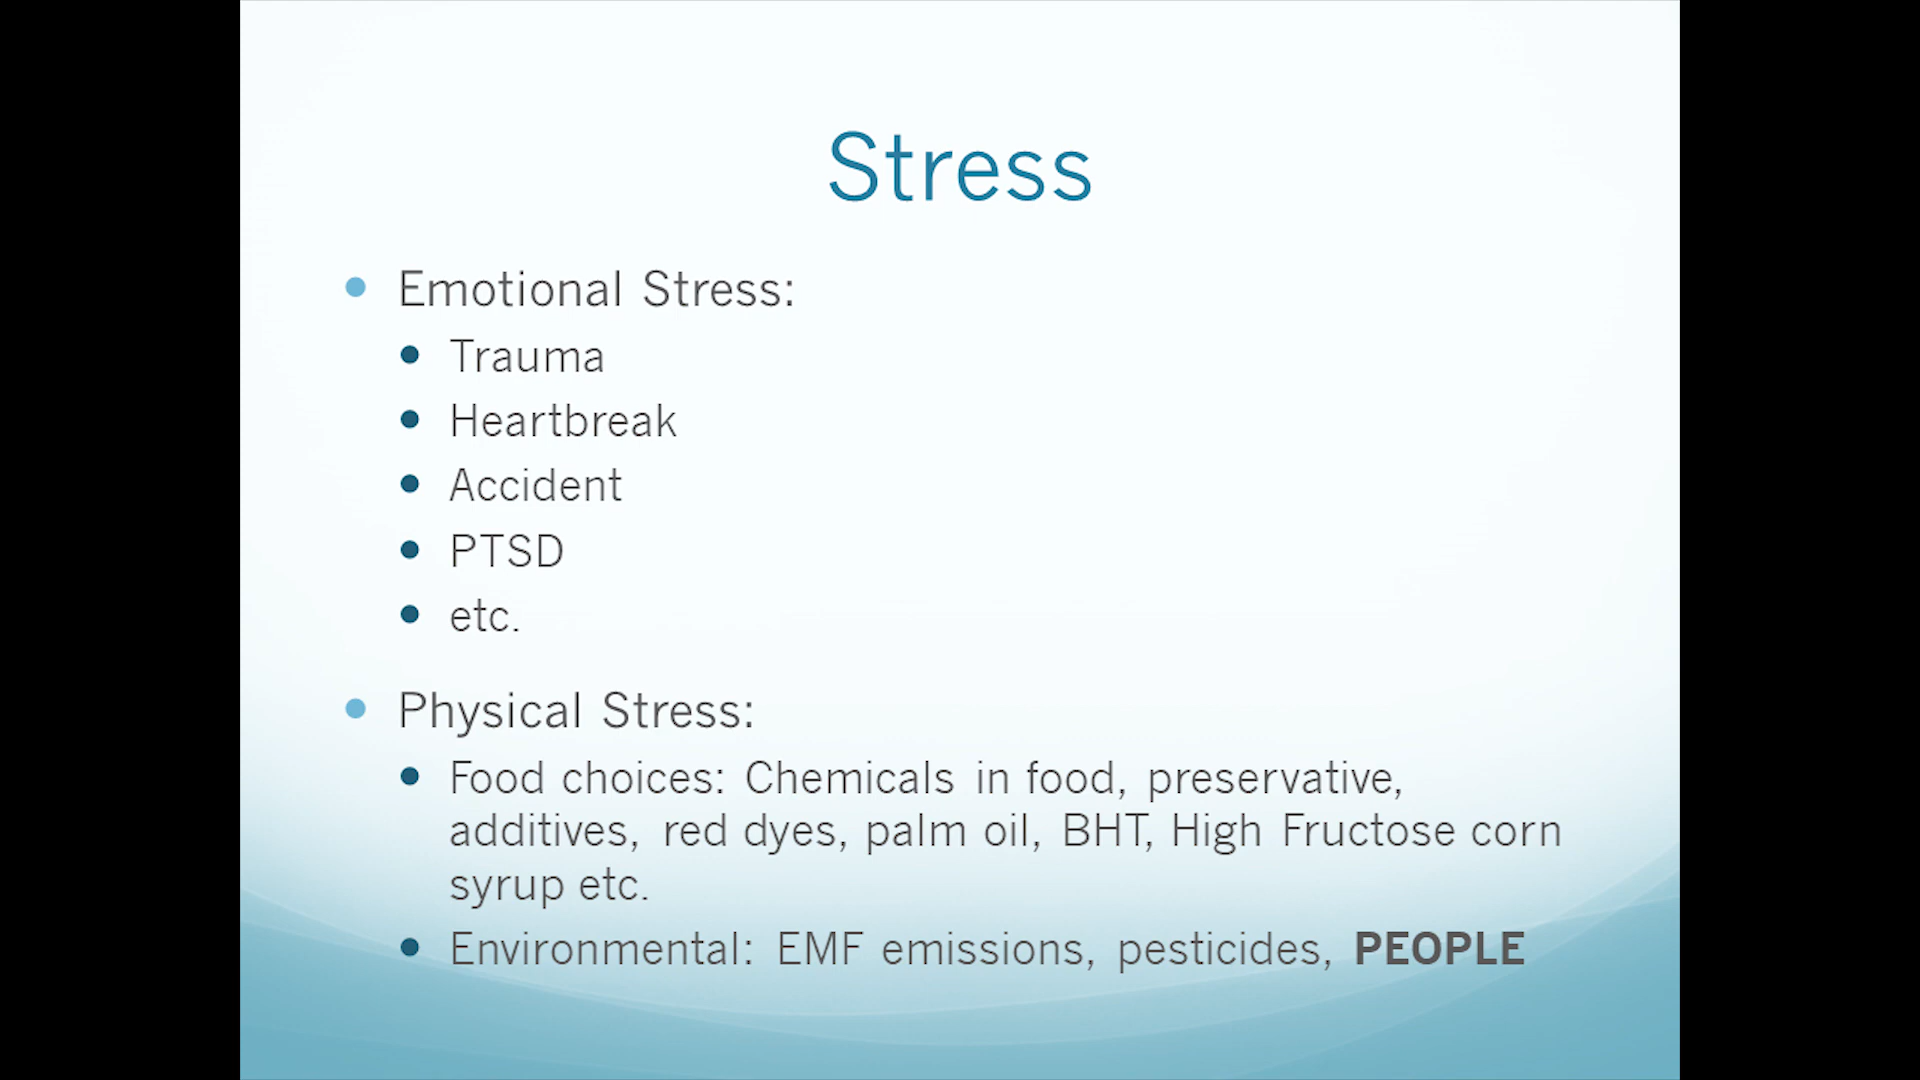 Stress
Emotional Stress:
Trauma
Heartbreak
Accident
PTSD
etc.
Physical Stress:
Food choices: Chemicals in food, preservative,
additives, red dyes, palm oil, BHT, High Fructose corn
syrup etc.
Environmental: EMF emissions, pesticides, PEOPLE